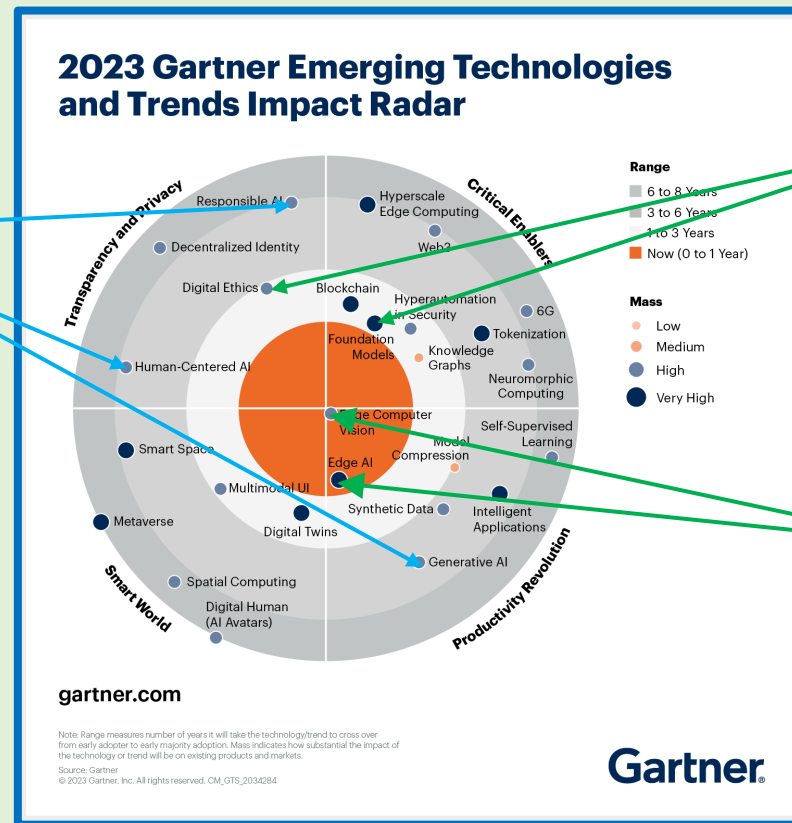 2023 Gartner Emerging Technologies
and Trends Impact Radar
Transparency and Privacy
Critical Enablers
Smart World
Productivity Revolution
Responsible AI
Decentralized Identity
Digital Ethics
Human-Centered AI
Hyperscale
Edge Computing
Web3
Blockchain
Hyperautomation
in Security
Foundation
Models
Knowledge
Graphs
6G
Tokenization
Neuromorphic
Computing
Smart Space
Multimodal UI
Metaverse
Digital Twins
Spatial Computing
Digital Human
(AI Avatars)
Edge Computer
Vision
Edge AI
Model
Compression
Self-Supervised
Learning
Synthetic Data
Intelligent
Applications
Generative AI
Range
6 to 8 Years
3 to 6 Years
1 to 3 Years
Now (0 to 1 Year)
Mass
Low
Medium
High
Very High
gartner.com
Note: Range measures number of years it will take the technology/trend to cross over
from early adopter to early majority adoption. Mass indicates how substantial the impact of
the technology or trend will be on existing products and markets.
Source: Gartner
© 2023 Gartner, Inc. All rights reserved. CM_GTS_2034284
Gartner®